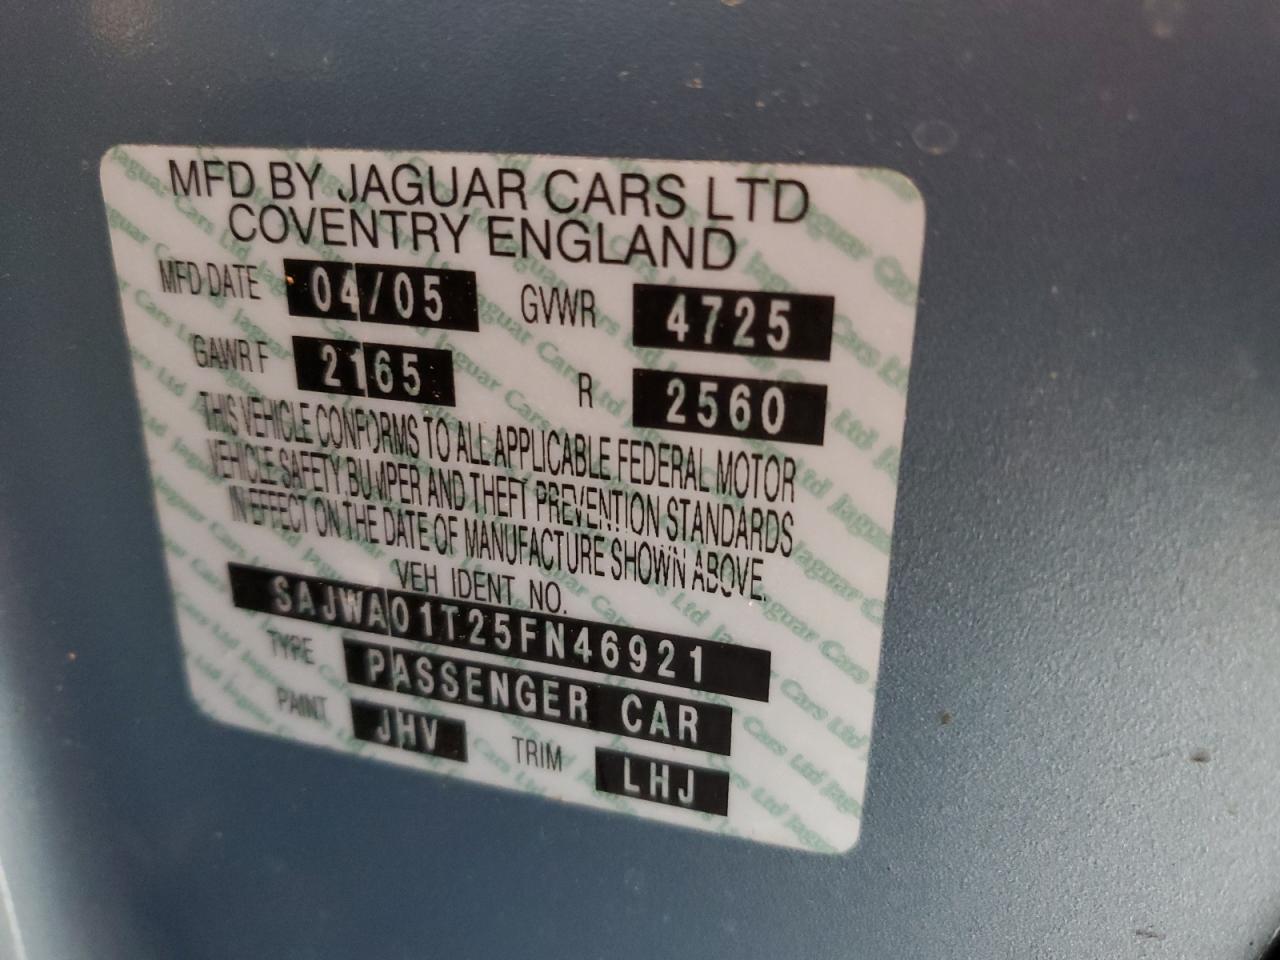 MFD BY JAGUAR CARS LTD
COVENTRY ENGLAND
MFD DATE 04/05 GVWR 4725
GAWR F 2165 R 2560
THIS VEHICLE CONFORMS TO ALL APPLICABLE FEDERAL MOTOR
VEHICLE SAFETY, BUMPER AND THEFT PREVENTION STANDARDS
IN EFFECT ON THE DATE OF MANUFACTURE SHOWN ABOVE.
VEH IDENT NO.
SAJWA01T25FN46921
TYPE PASSENGER CAR
PAINT JHV TRIM LHJ